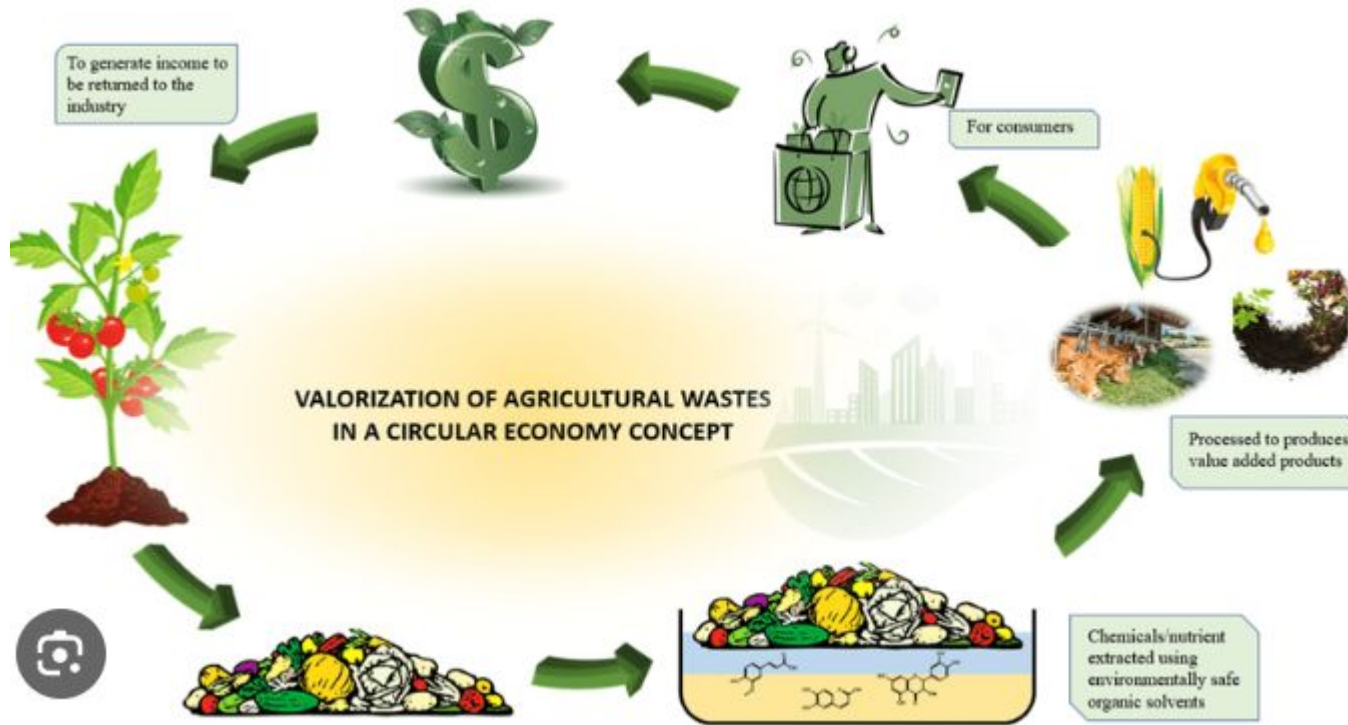 To generate income to
be returned to the
industry
For consumers
VALORIZATION OF AGRICULTURAL WASTES
IN A CIRCULAR ECONOMY CONCEPT
Processed to produces
value added products
Chemicals/nutrient
extracted using
environmentally safe
organic solvents